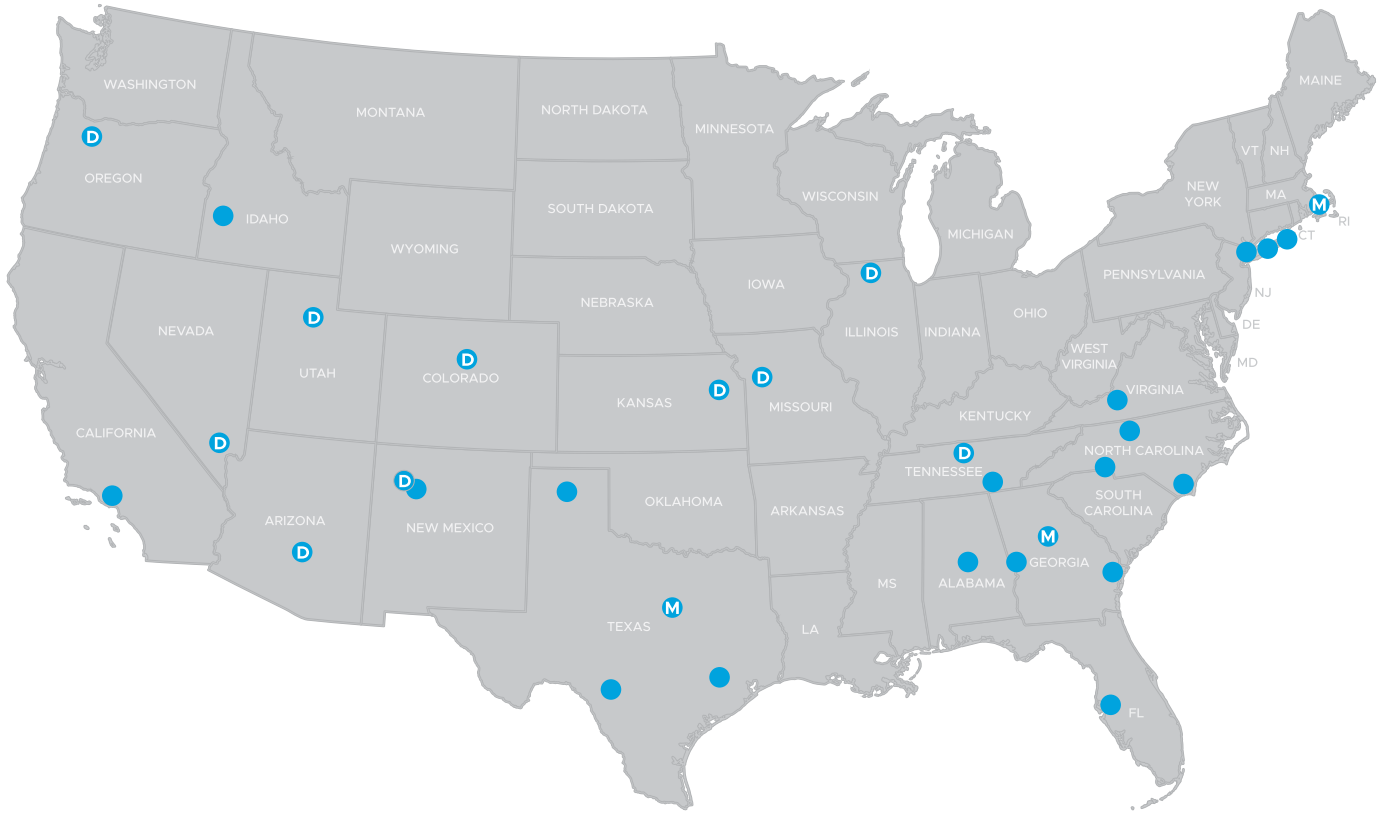 MAINE
WASHINGTON
MONTANA
NORTH DAKOTA
MINNESOTA
D
VT
NH
OREGON
WISCONSIN
NEW
YORK
MA
M
RI
IDAHO
SOUTH DAKOTA
MICHIGAN
CT
WYOMING
D
PENNSYLVANIA
IOWA
NJ
NEBRASKA
OHIO
D
NEVADA
ILLINOIS
INDIANA
DE
WEST
VIRGINIA
MD
D
UTAH
COLORADO
D
D
KANSAS
MISSOURI
VIRGINIA
KENTUCKY
CALIFORNIA
D
D
NORTH CAROLINA
TENNESSEE
D
OKLAHOMA
SOUTH
CAROLINA
ARIZONA
NEW MEXICO
ARKANSAS
D
M
GEORGIA
MS
ALABAMA
M
TEXAS
LA
FL